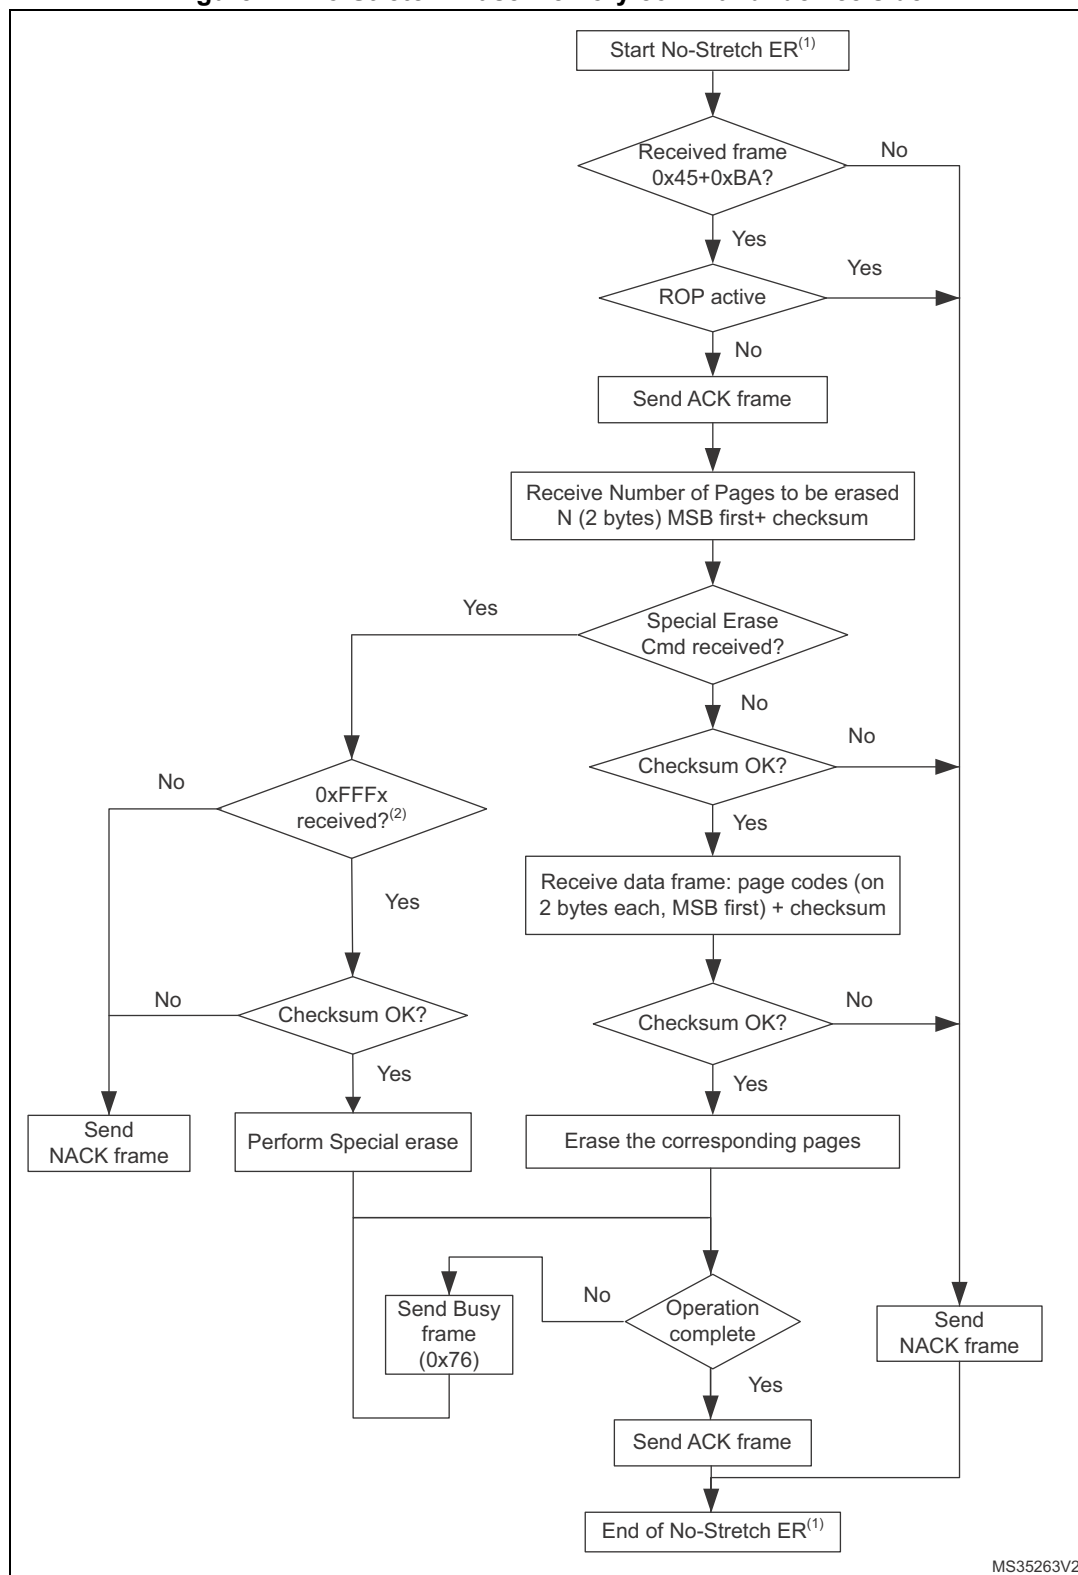 Start No-Stretch ER(1)
Received frame
0x45+0xBA?
No
Yes
ROP active
Yes
No
Send ACK frame
Receive Number of Pages to be erased
N (2 bytes) MSB first+ checksum
Special Erase
Cmd received?
Yes
No
Checksum OK?
No
0xFFFx
received?(2)
No
Yes
Yes
Receive data frame: page codes (on
2 bytes each, MSB first) + checksum
Checksum OK?
No
Checksum OK?
No
Yes
Yes
Send
NACK frame
Perform Special erase
Erase the corresponding pages
Send Busy
frame
(0x76)
No
Operation
complete
Send
NACK frame
Yes
Send ACK frame
End of No-Stretch ER(1)
MS35263V2